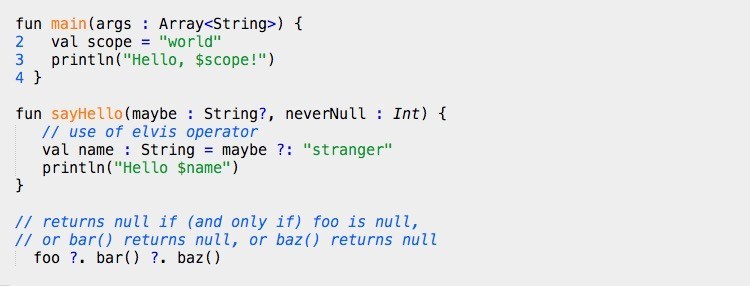 fun main(args : Array<String>) {
2   val scope = "world"
3   println("Hello, $scope!")
4 }
fun sayHello(maybe : String?, neverNull : Int) {
   // use of elvis operator
   val name : String = maybe ?: "stranger"
   println("Hello $name")
}
// returns null if (and only if) foo is null,
// or bar() returns null, or baz() returns null
  foo ?. bar() ?. baz()